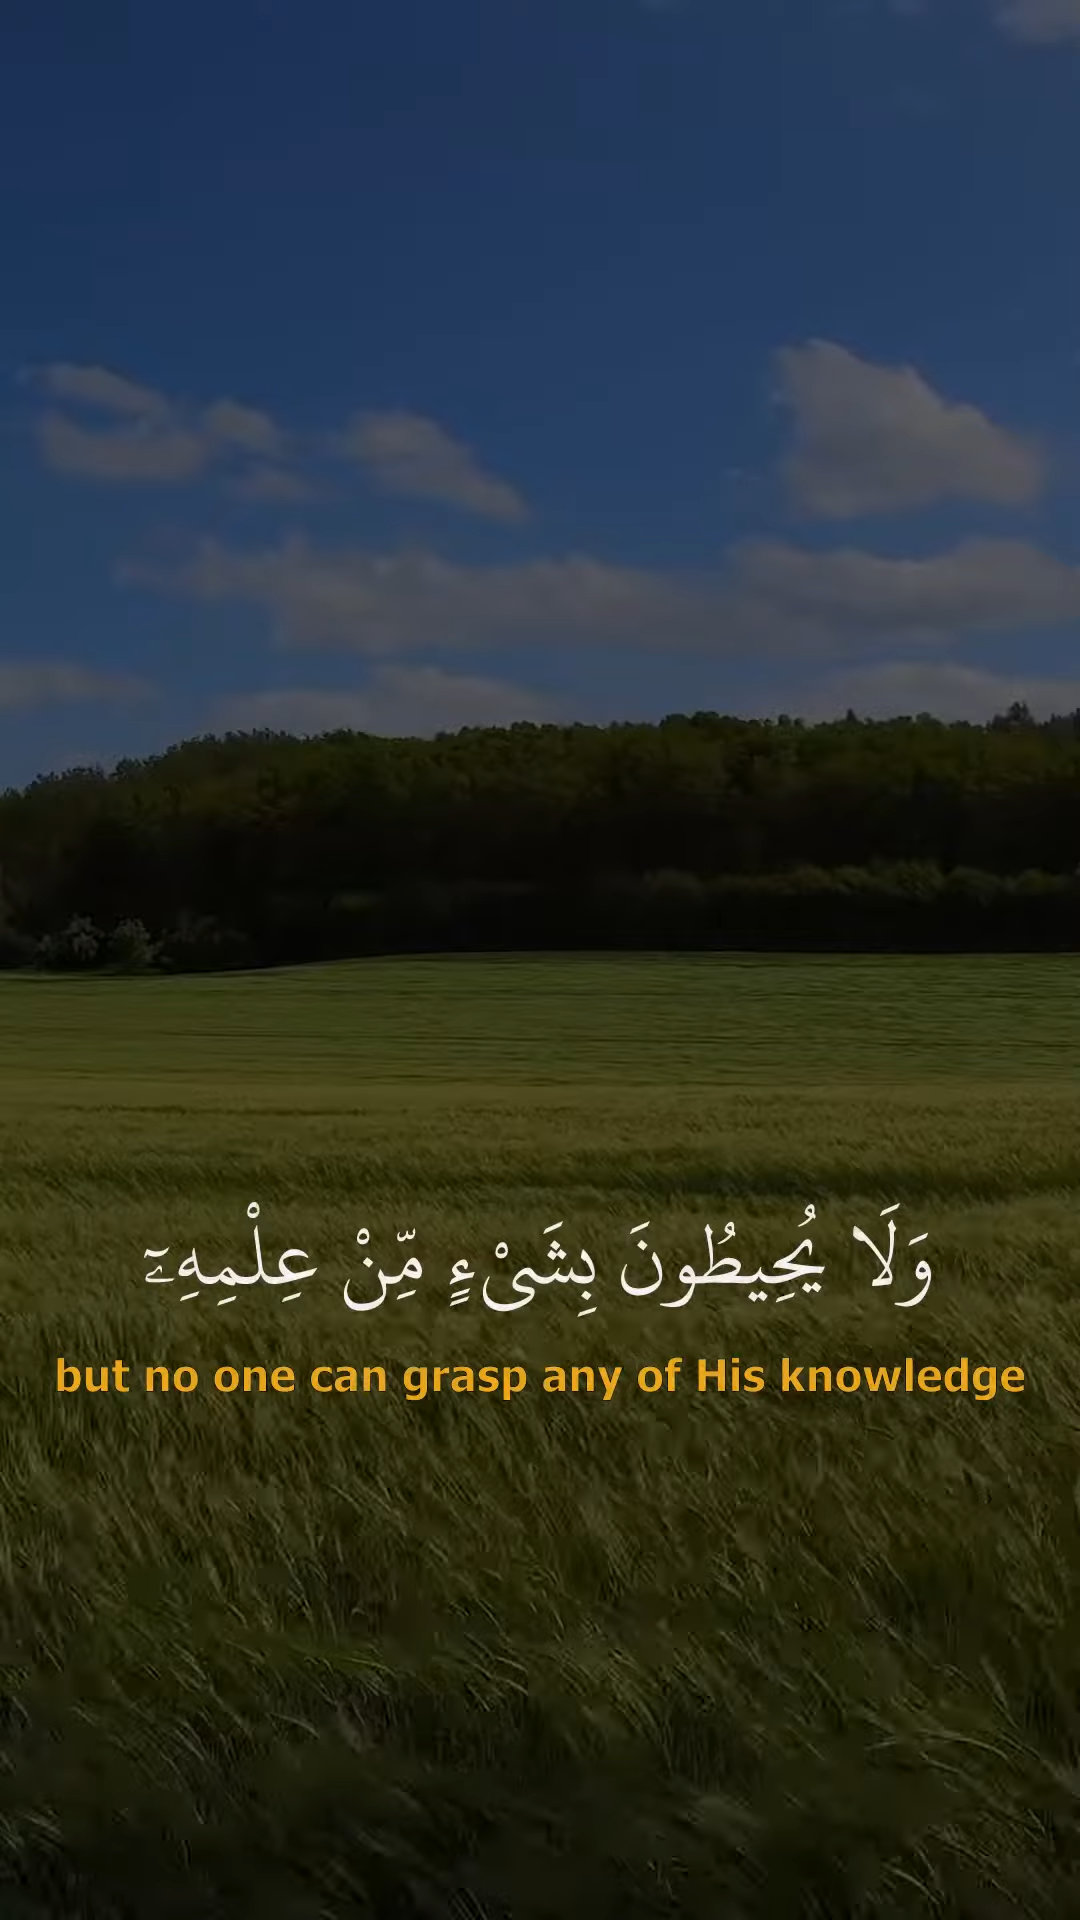 وَلَا يُحِيطُونَ بِشَىْءٍ مِّنْ عِلْمِهِۦٓ
but no one can grasp any of His knowledge